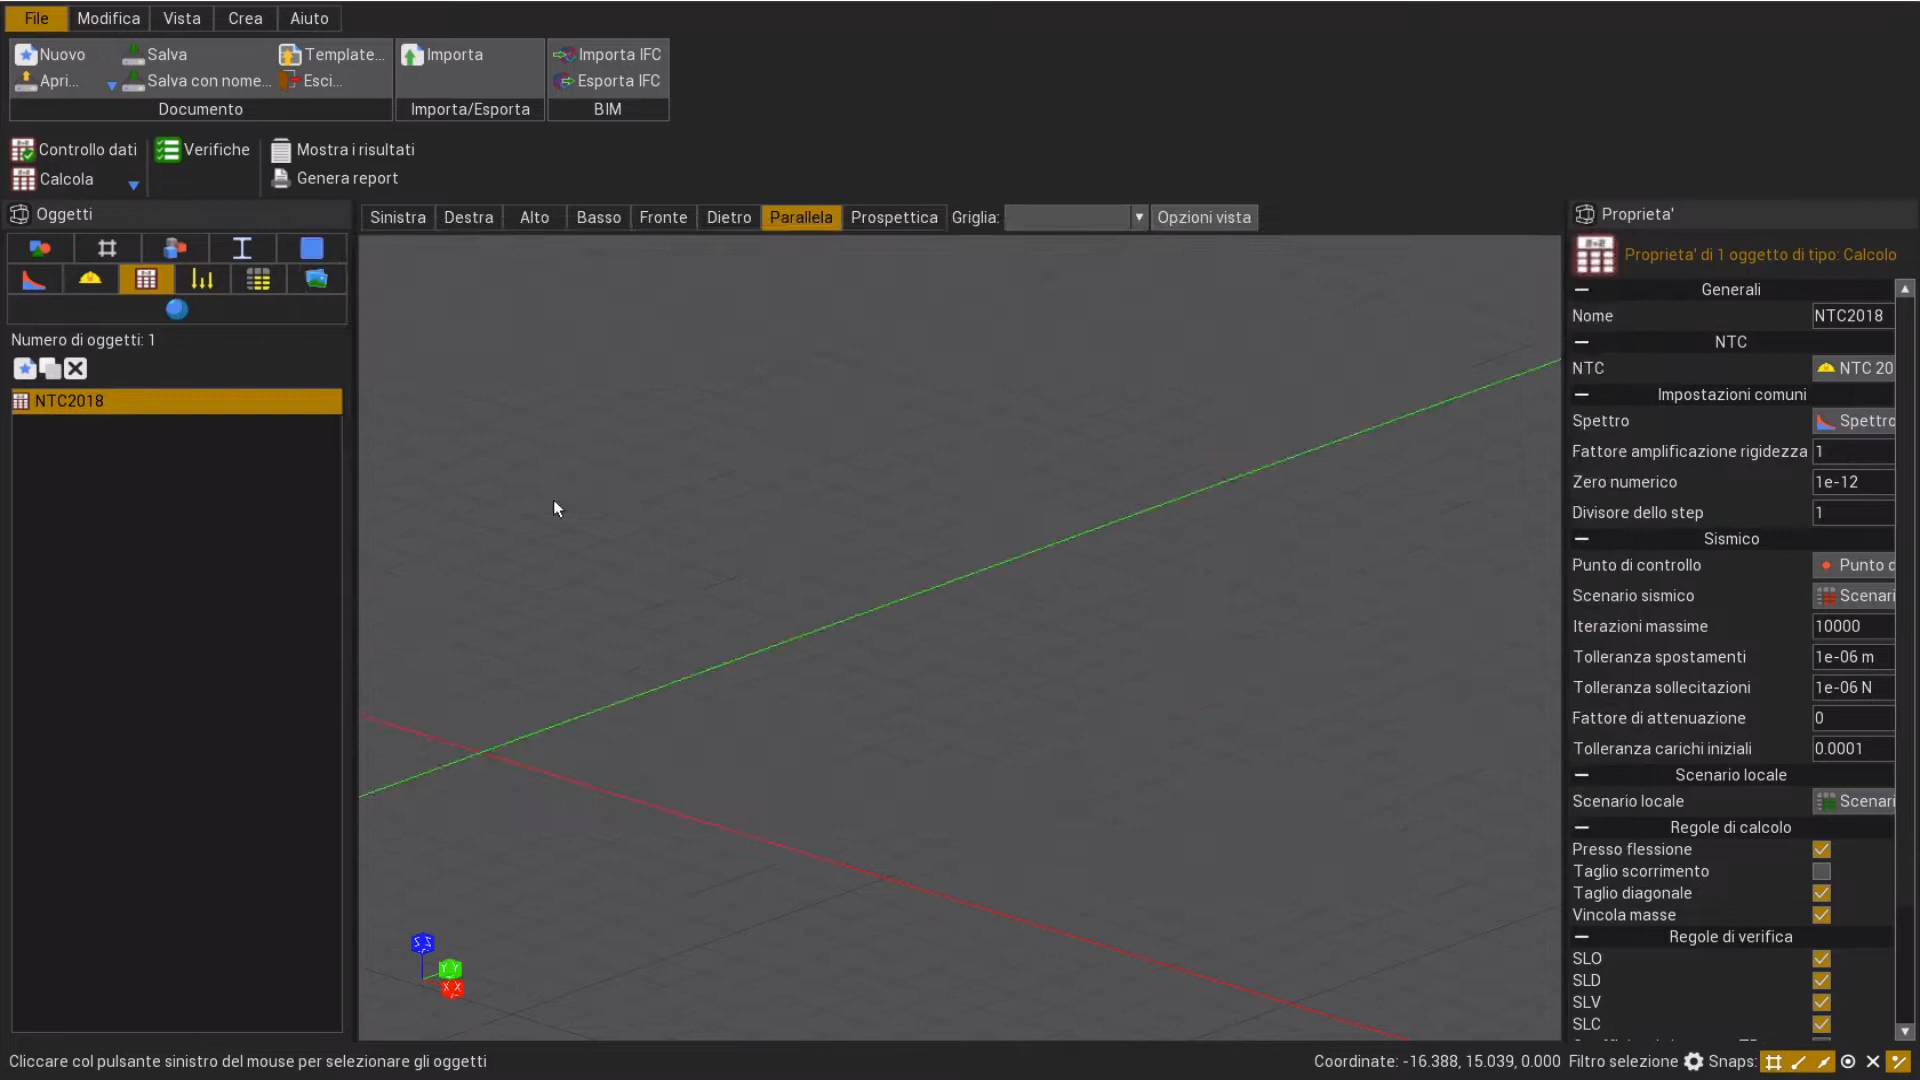 File Modifica Vista Crea Aiuto
Nuovo Salva Template... Importa Importa IFC
Apri... Salva con nome... Esci... Esporta IFC
Documento Importa/Esporta BIM
Controllo dati Verifiche Mostra i risultati
Calcola Genera report
Oggetti
Sinistra Destra Alto Basso Fronte Dietro Parallela Prospettica Griglia: Opzioni vista
Proprieta'
Proprieta' di 1 oggetto di tipo: Calcolo
Numero di oggetti: 1
NTC2018
Generali
Nome NTC2018
NTC
NTC NTC 20
Impostazioni comuni
Spettro Spettro
Fattore amplificazione rigidezza 1
Zero numerico 1e-12
Divisore dello step 1
Sismico
Punto di controllo Punto d
Scenario sismico Scenari
Iterazioni massime 10000
Tolleranza spostamenti 1e-06 m
Tolleranza sollecitazioni 1e-06 N
Fattore di attenuazione 0
Tolleranza carichi iniziali 0.0001
Scenario locale
Scenario locale Scenari
Regole di calcolo
Presso flessione
Taglio scorrimento
Taglio diagonale
Vincola masse
Regole di verifica
SLO
SLD
SLV
SLC
Z Z
Y Y
X X
Cliccare col pulsante sinistro del mouse per selezionare gli oggetti
Coordinate: -16.388, 15.039, 0.000 Filtro selezione Snaps: